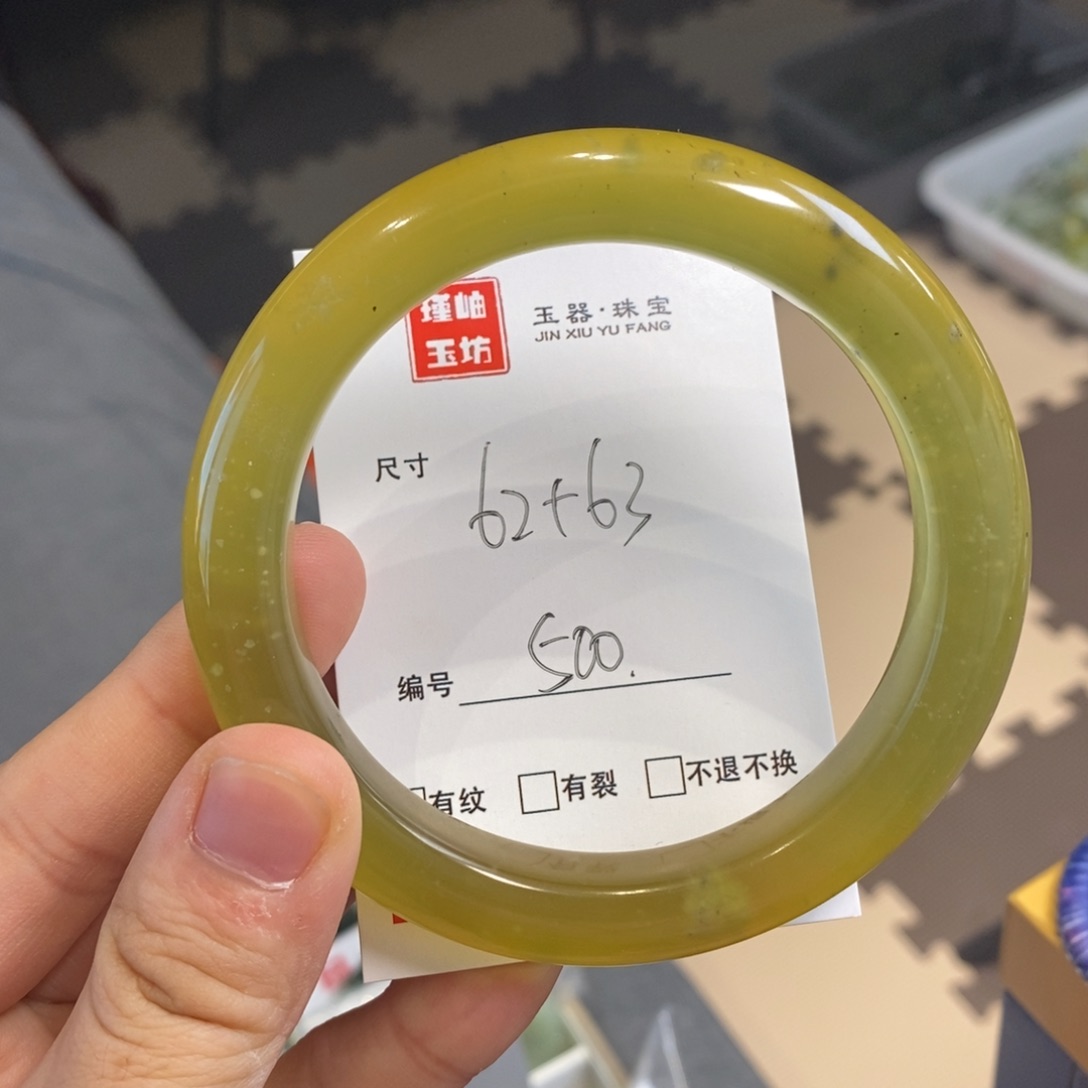 瑾岫
玉坊
玉器·珠宝
JIN XIU YU FANG
尺寸 62+63
编号 500.
有纹 有裂 不退不换